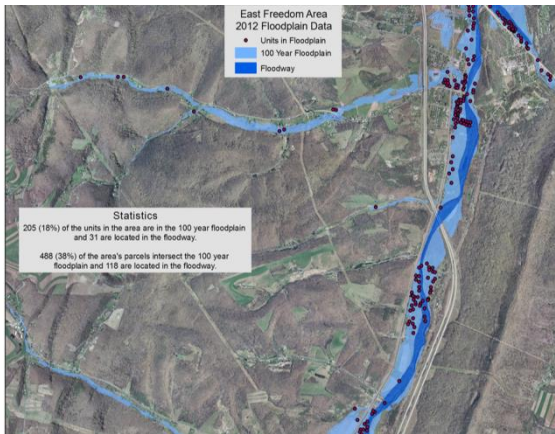 East Freedom Area
2012 Floodplain Data
Units in Floodplain
100 Year Floodplain
Floodway
Statistics
205 (18%) of the units in the area are in the 100 year floodplain
and 31 are located in the floodway.
488 (38%) of the area's parcels intersect the 100 year
floodplain and 118 are located in the floodway.